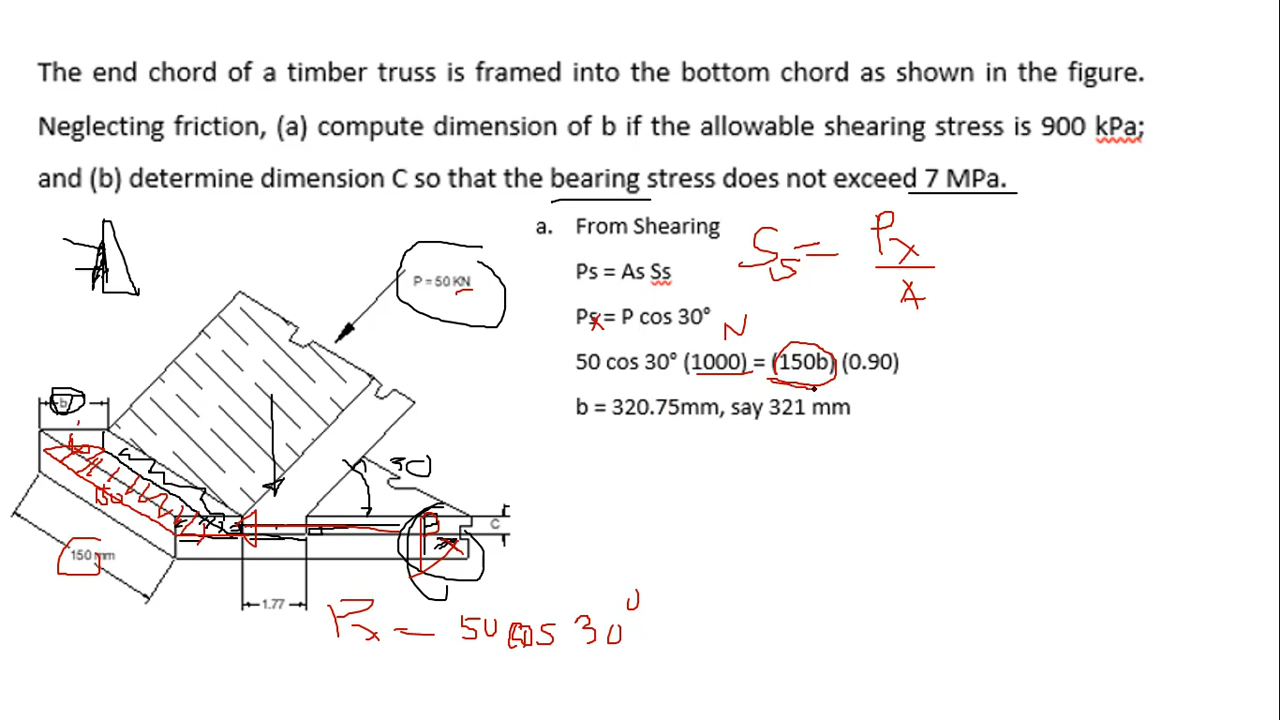 The end chord of a timber truss is framed into the bottom chord as shown in the figure.
Neglecting friction, (a) compute dimension of b if the allowable shearing stress is 900 kPa;
and (b) determine dimension C so that the bearing stress does not exceed 7 MPa.
a. From Shearing
Ss = Px / A
Ps = As Ss
P = 50 KN
Px = P cos 30°
N
50 cos 30° (1000) = (150b) (0.90)
b
b = 320.75mm, say 321 mm
30
150
C
150 mm
1.77
Px = 50 cos 30°